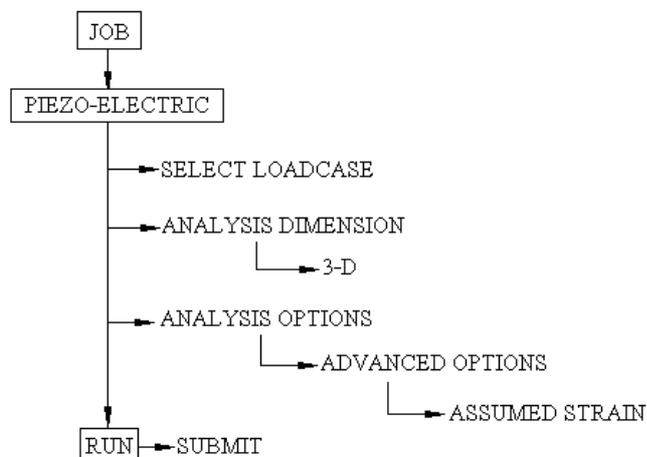 JOB
PIEZO-ELECTRIC
SELECT LOADCASE
ANALYSIS DIMENSION
3-D
ANALYSIS OPTIONS
ADVANCED OPTIONS
ASSUMED STRAIN
RUN SUBMIT